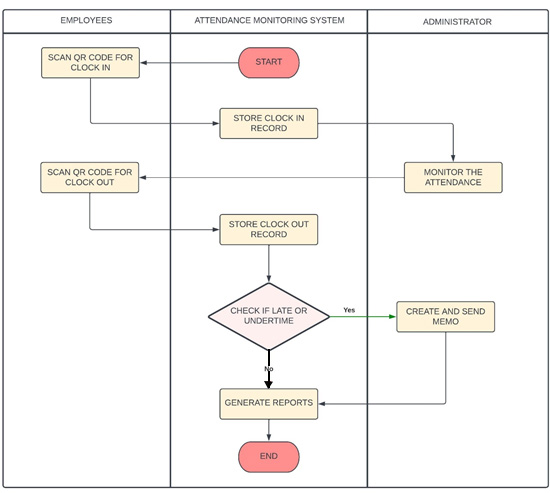 EMPLOYEES
ATTENDANCE MONITORING SYSTEM
ADMINISTRATOR
SCAN QR CODE FOR
CLOCK IN
START
STORE CLOCK IN
RECORD
SCAN QR CODE FOR
CLOCK OUT
MONITOR THE
ATTENDANCE
STORE CLOCK OUT
RECORD
CHECK IF LATE OR
UNDERTIME
Yes
CREATE AND SEND
MEMO
No
GENERATE REPORTS
END